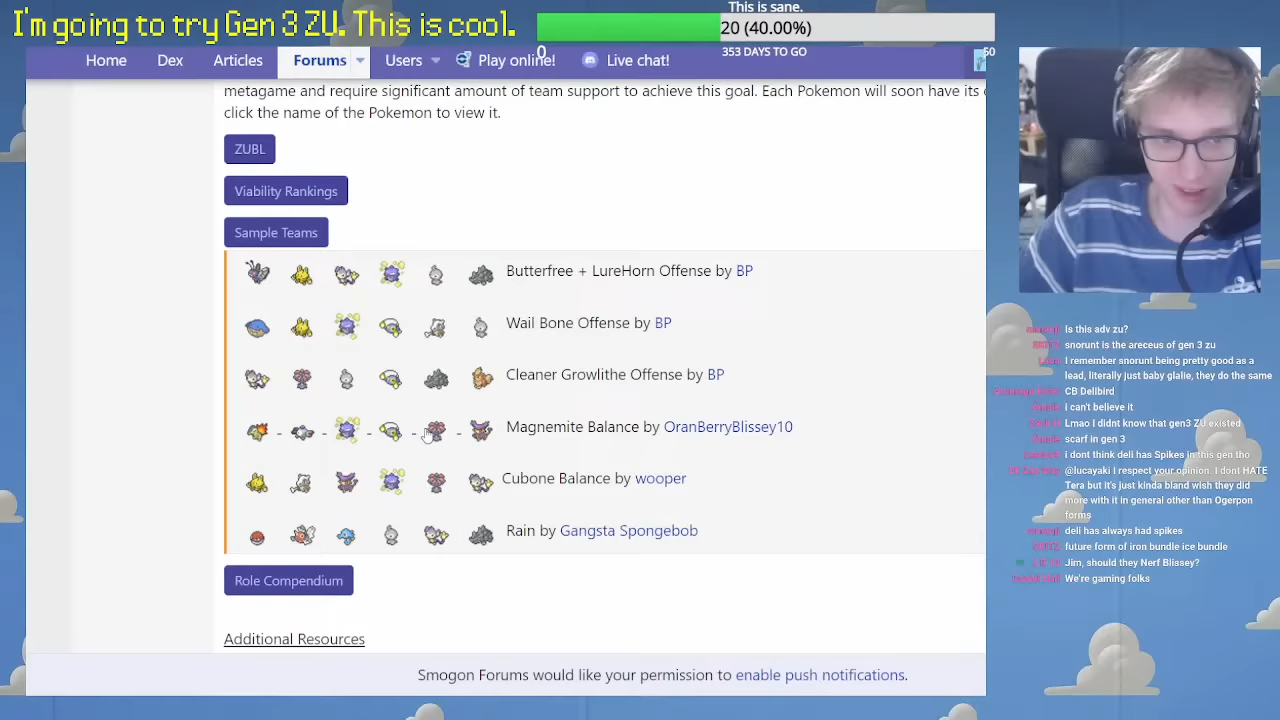 I'm going to try Gen 3 ZU. This is cool.
This is sane.
20 (40.00%)
0
353 DAYS TO GO
50
Home
Dex
Articles
Forums
Users
Play online!
Live chat!
metagame and require significant amount of team support to achieve this goal. Each Pokemon will soon have its
click the name of the Pokemon to view it.
ZUBL
Viability Rankings
Sample Teams
Butterfree + LureHorn Offense by BP
Wail Bone Offense by BP
Cleaner Growlithe Offense by BP
Magnemite Balance by OranBerryBlissey10
Cubone Balance by wooper
Rain by Gangsta Spongebob
Role Compendium
Additional Resources
Smogon Forums would like your permission to enable push notifications.
Is this adv zu?
snorunt is the areceus of gen 3 zu
I remember snorunt being pretty good as a
lead, literally just baby glalie, they do the same
CB Delibird
i can't believe it
Lmao I didnt know that gen3 ZU existed
scarf in gen 3
i dont think deli has Spikes in this gen tho
@lucayaki I respect your opinion. I dont HATE
Tera but it's just kinda bland wish they did
more with it in general other than Ogerpon
forms
deli has always had spikes
future form of iron bundle ice bundle
Jim, should they Nerf Blissey?
We're gaming folks